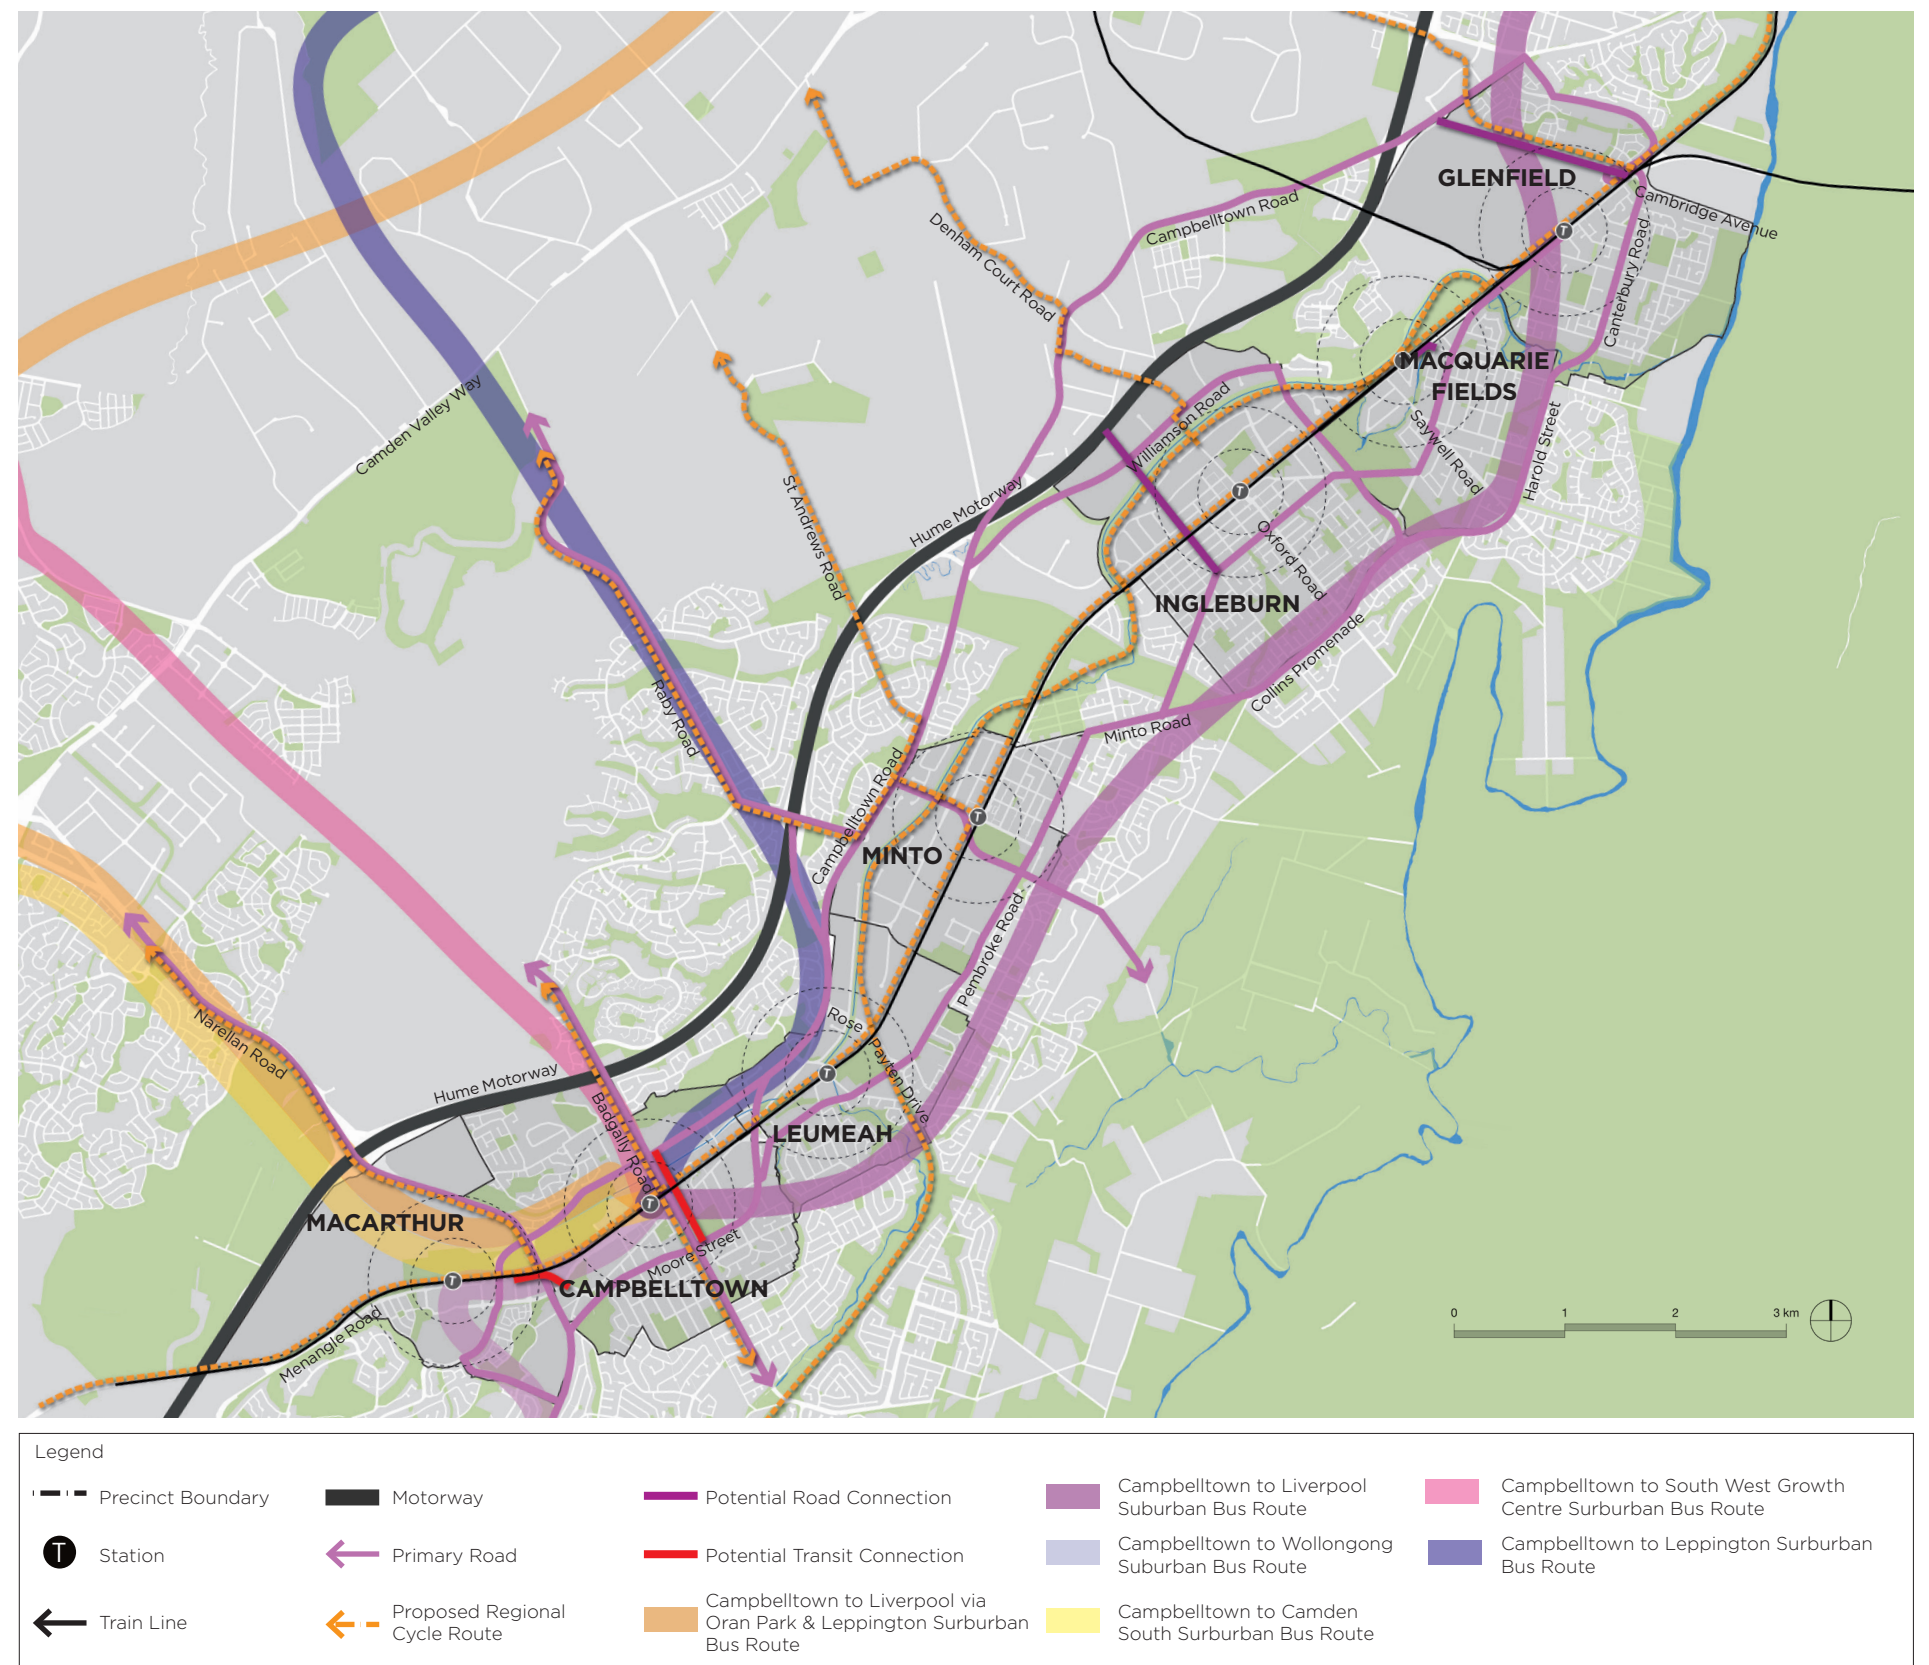 GLENFIELD
Cambridge Avenue
Campbelltown Road
Canterbury Road
Denham Court Road
T
MACQUARIE
FIELDS
T
Camden Valley Way
Williamson Road
Saywell Road
Harold Street
T
St Andrews Road
Hume Motorway
Oxford Road
INGLEBURN
Collins Promenade
Raby Road
Minto Road
Campbelltown Road
T
MINTO
Pembroke Road
Narellan Road
Rose
Payten Drive
Hume Motorway
T
Badgally Road
LEUMEAH
T
MACARTHUR
Moore Street
T
CAMPBELLTOWN
Menangle Road
0 1 2 3 km
Legend
Precinct Boundary
Motorway
Potential Road Connection
Campbelltown to Liverpool
Suburban Bus Route
Campbelltown to South West Growth
Centre Surburban Bus Route
T
Station
Primary Road
Potential Transit Connection
Campbelltown to Wollongong
Suburban Bus Route
Campbelltown to Leppington Surburban
Bus Route
Train Line
Proposed Regional
Cycle Route
Campbelltown to Liverpool via
Oran Park & Leppington Surburban
Bus Route
Campbelltown to Camden
South Surburban Bus Route